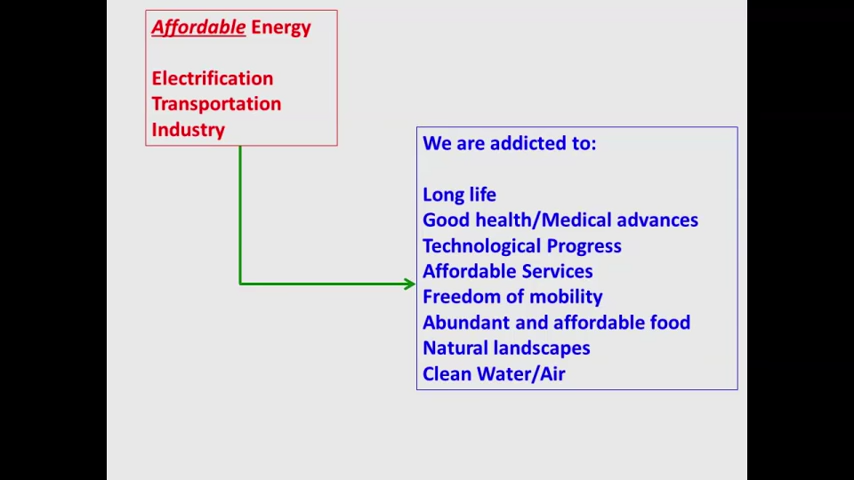 Affordable Energy
Electrification
Transportation
Industry
We are addicted to:
Long life
Good health/Medical advances
Technological Progress
Affordable Services
Freedom of mobility
Abundant and affordable food
Natural landscapes
Clean Water/Air